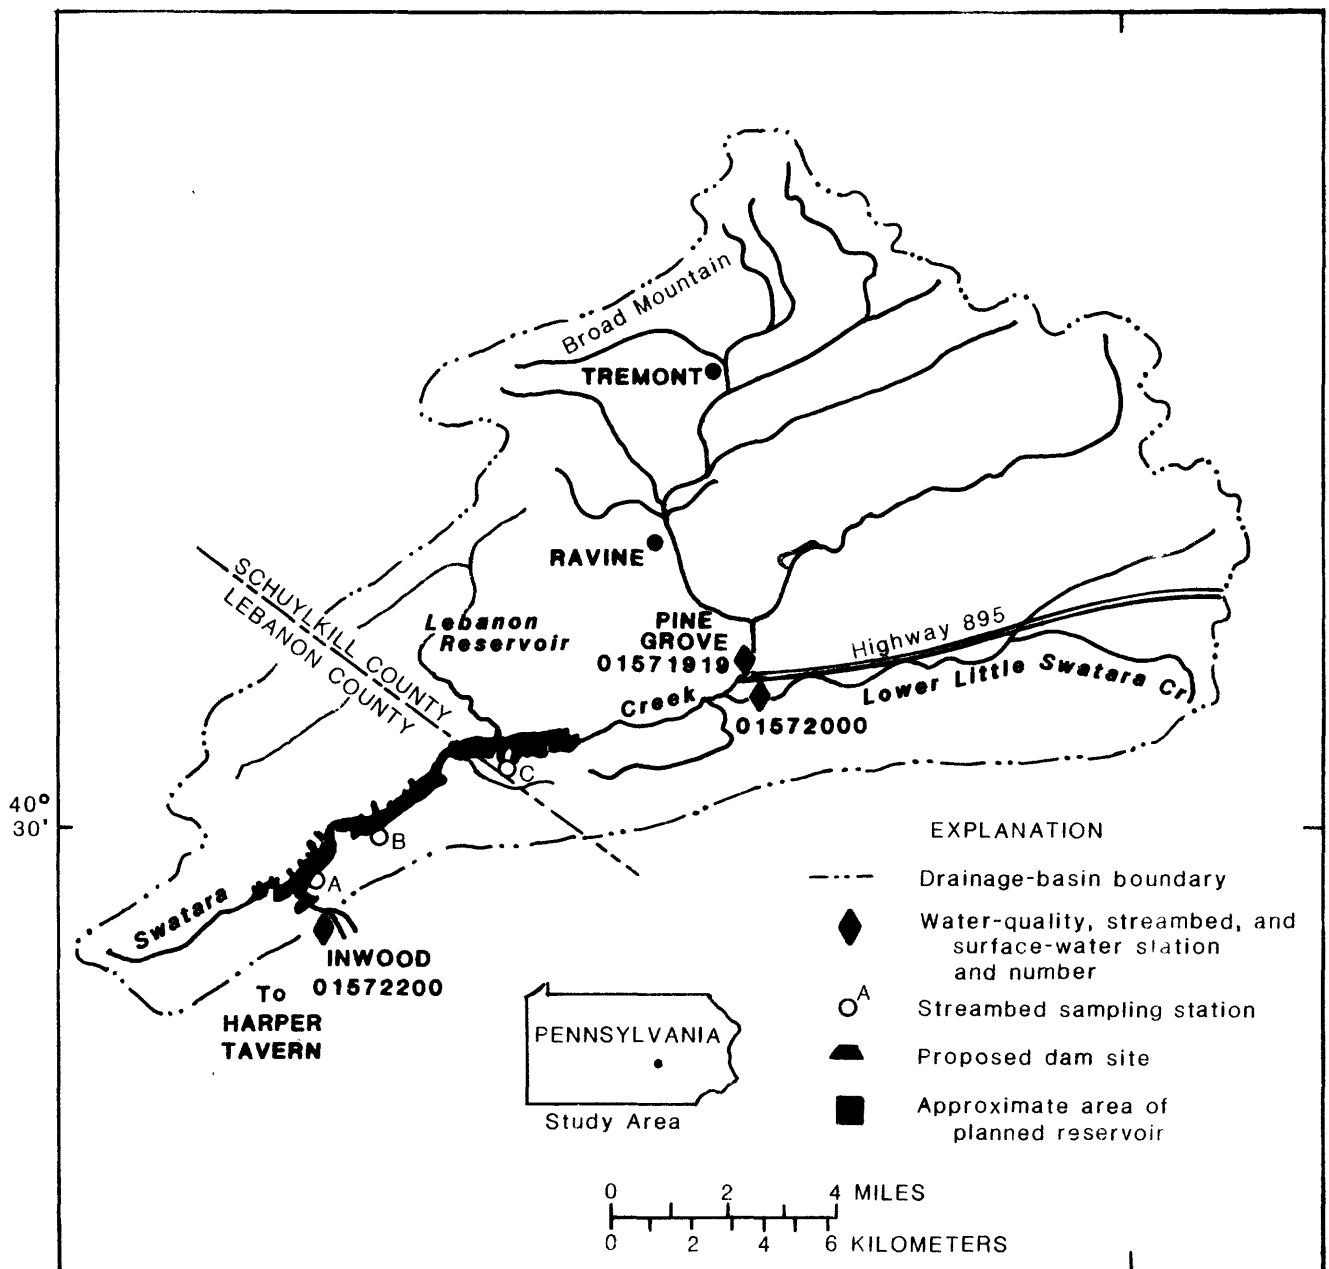 Broad Mountain
TREMONT
RAVINE
SCHUYLKILL COUNTY
LEBANON COUNTY
Lebanon
Reservoir
PINE
GROVE
01571919
Highway 895
Lower Little Swatara Cr
Creek
01572000
C
B
A
Swatara
40°
30'
INWOOD
01572200
To
HARPER
TAVERN
PENNSYLVANIA
Study Area
EXPLANATION
Drainage-basin boundary
Water-quality, streambed, and
surface-water station
and number
A
Streambed sampling station
Proposed dam site
Approximate area of
planned reservoir
0 2 4 MILES
0 2 4 6 KILOMETERS